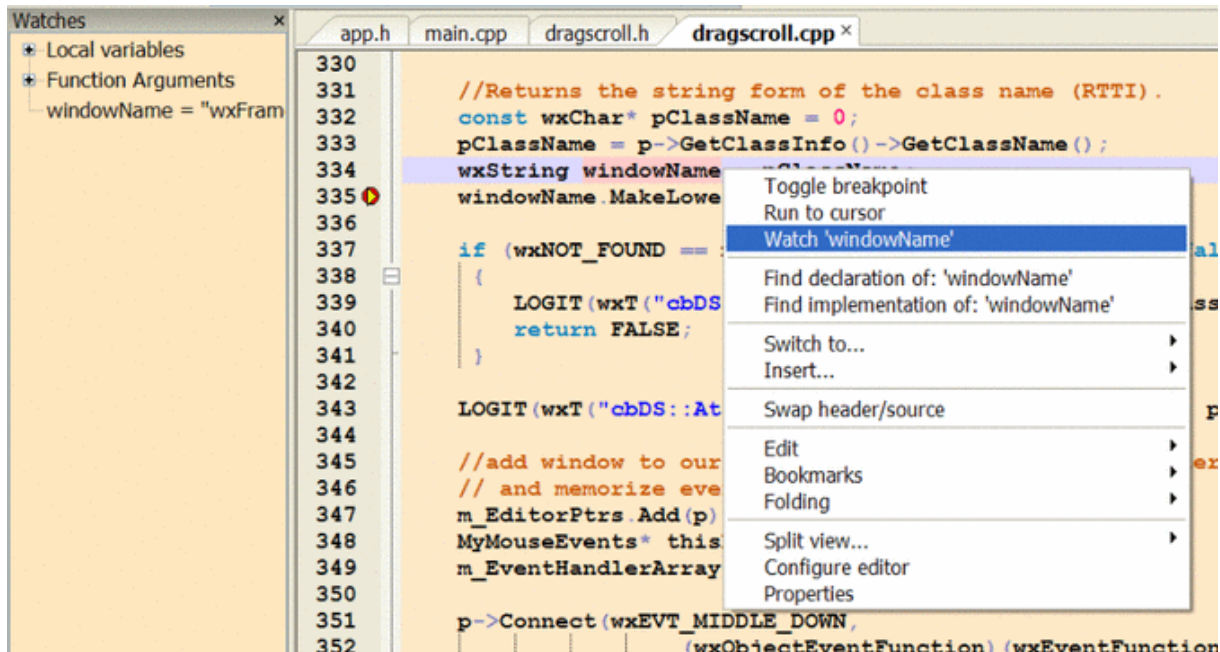 Watches ×
Local variables
Function Arguments
windowName = "wxFram
app.h main.cpp dragscroll.h dragscroll.cpp ×
330
331 //Returns the string form of the class name (RTTI).
332 const wxChar* pClassName = 0;
333 pClassName = p->GetClassInfo()->GetClassName();
334 wxString windowName
335 windowName.MakeLowe
336
337 if (wxNOT_FOUND ==
338 {
339 LOGIT(wxT("cbDS
340 return FALSE;
341 }
342
343 LOGIT(wxT("cbDS::At
344
345 //add window to our
346 // and memorize eve
347 m_EditorPtrs.Add(p)
348 MyMouseEvents* this
349 m_EventHandlerArray
350
351 p->Connect(wxEVT_MIDDLE_DOWN,
352 (wxObjectEventFunction)(wxEventFunction
Toggle breakpoint
Run to cursor
Watch 'windowName'
Find declaration of: 'windowName'
Find implementation of: 'windowName'
Switch to...
Insert...
Swap header/source
Edit
Bookmarks
Folding
Split view...
Configure editor
Properties